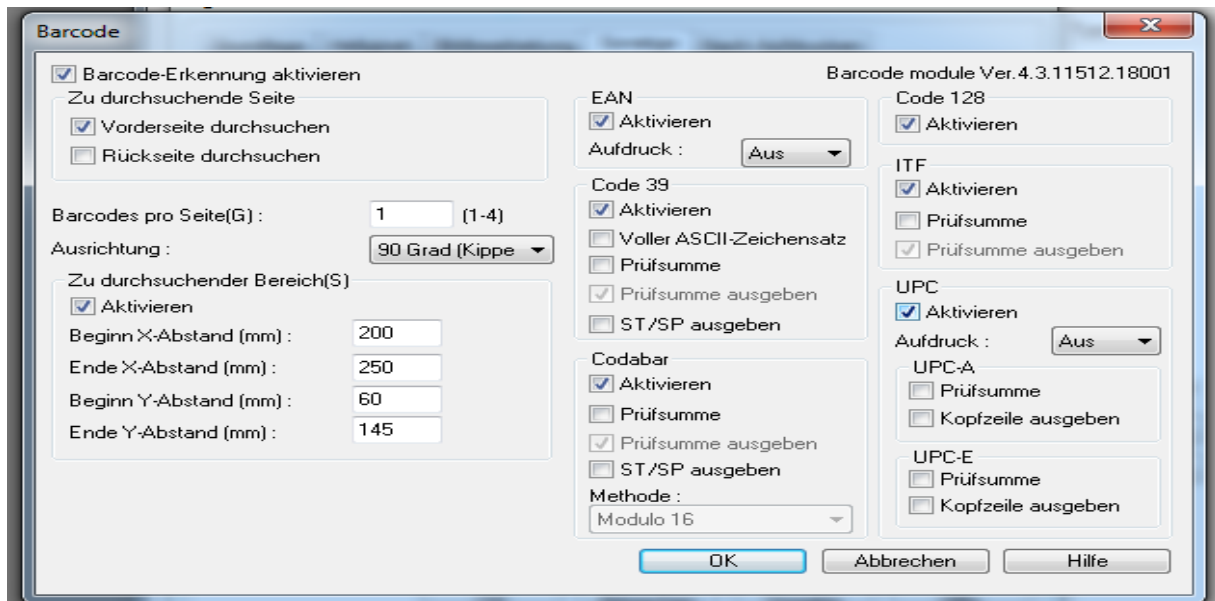 Barcode
Barcode-Erkennung aktivieren
Barcode module Ver.4.3.11512.18001
Zu durchsuchende Seite
Vorderseite durchsuchen
Rückseite durchsuchen
Barcodes pro Seite(G) : 1 (1-4)
Ausrichtung : 90 Grad (Kippe
Zu durchsuchender Bereich(S)
Aktivieren
Beginn X-Abstand (mm) : 200
Ende X-Abstand (mm) : 250
Beginn Y-Abstand (mm) : 60
Ende Y-Abstand (mm) : 145
EAN
Aktivieren
Aufdruck : Aus
Code 39
Aktivieren
Voller ASCII-Zeichensatz
Prüfsumme
Prüfsumme ausgeben
ST/SP ausgeben
Codabar
Aktivieren
Prüfsumme
Prüfsumme ausgeben
ST/SP ausgeben
Methode :
Modulo 16
Code 128
Aktivieren
ITF
Aktivieren
Prüfsumme
Prüfsumme ausgeben
UPC
Aktivieren
Aufdruck : Aus
UPC-A
Prüfsumme
Kopfzeile ausgeben
UPC-E
Prüfsumme
Kopfzeile ausgeben
OK Abbrechen Hilfe